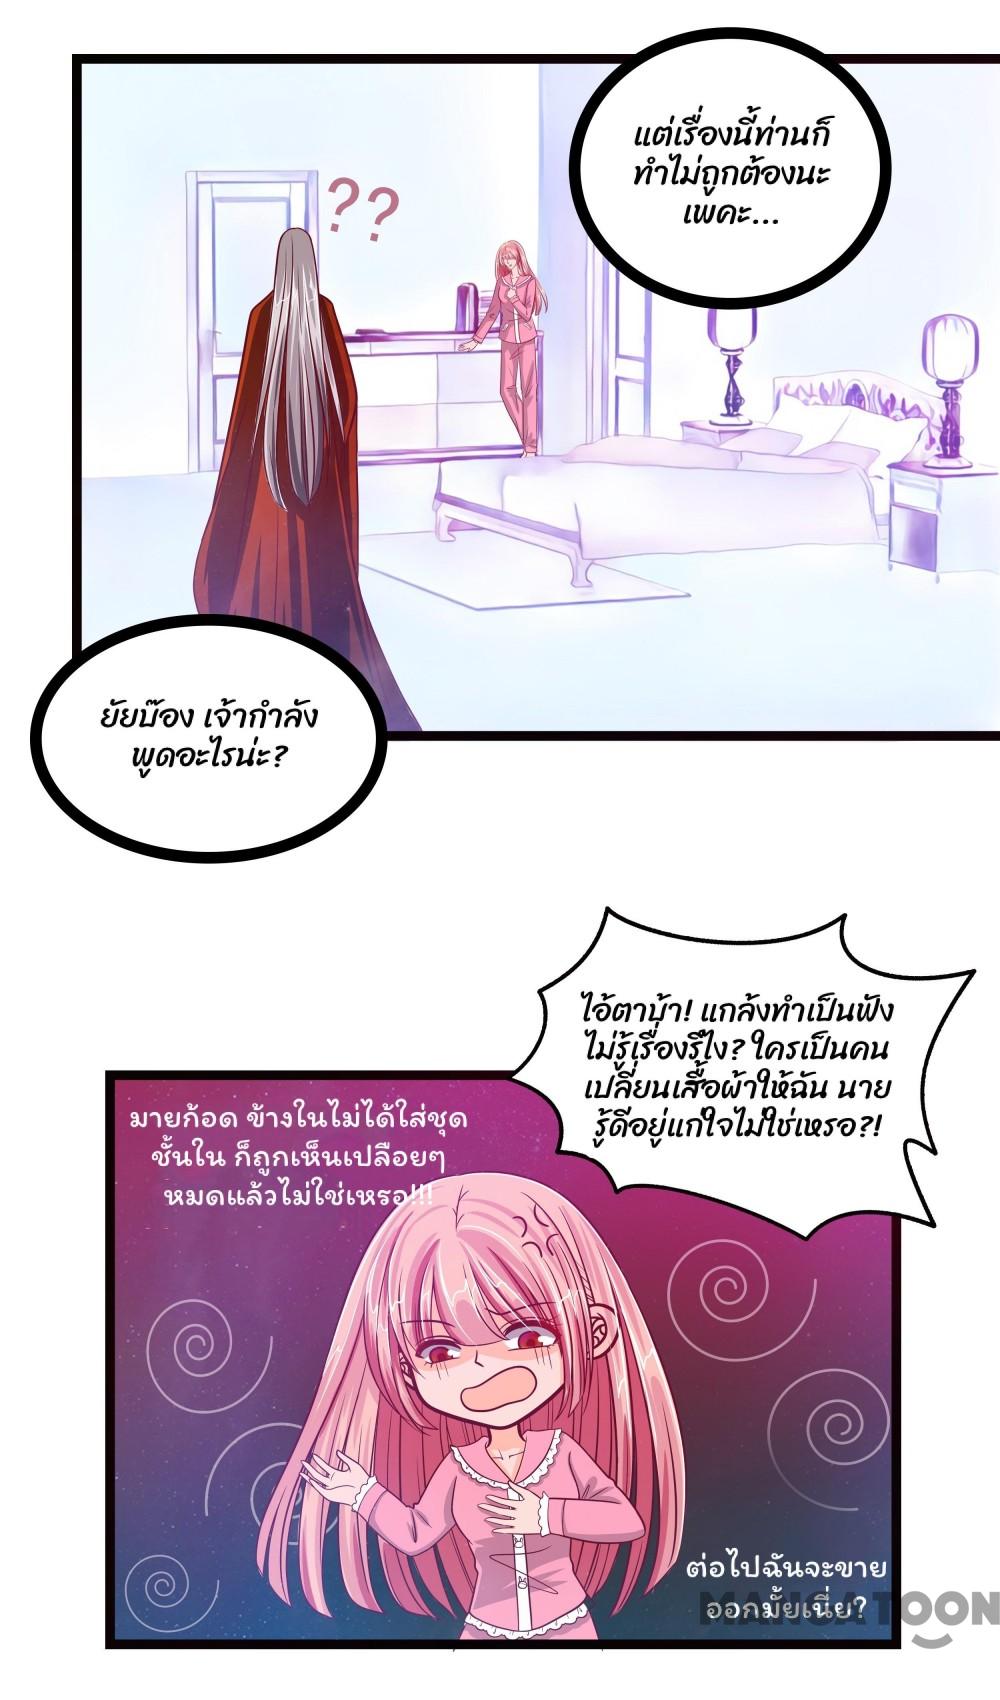 แต่เรื่องนี้ท่านก็
ทำไม่ถูกต้องนะ
เพคะ...
??
ยัยบ๊อง เจ้ากำลัง
พูดอะไรน่ะ?
ไอ้ตาบ้า! แกล้งทำเป็นฟัง
ไม่รู้เรื่องรึไง? ใครเป็นคน
เปลี่ยนเสื้อผ้าให้ฉัน นาย
รู้ดีอยู่แก่ใจไม่ใช่เหรอ?!
มายก้อด ข้างในไม่ได้ใส่ชุด
ชั้นใน ก็ถูกเห็นเปลือยๆ
หมดแล้วไม่ใช่เหรอ!!!
ต่อไปฉันจะขาย
ออกมั้ยเนี่ย?
MANGATOON